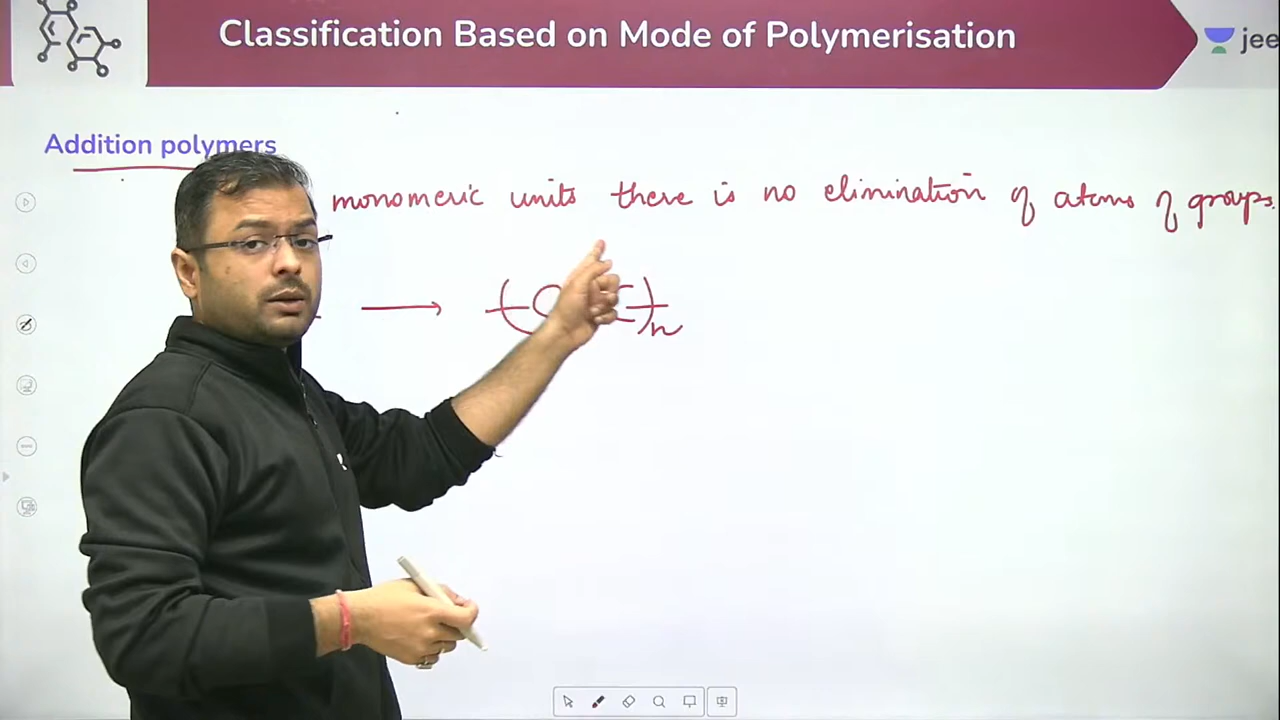 Classification Based on Mode of Polymerisation
jee
Addition polymers
monomeric units there is no elimination of atoms of groups.
n